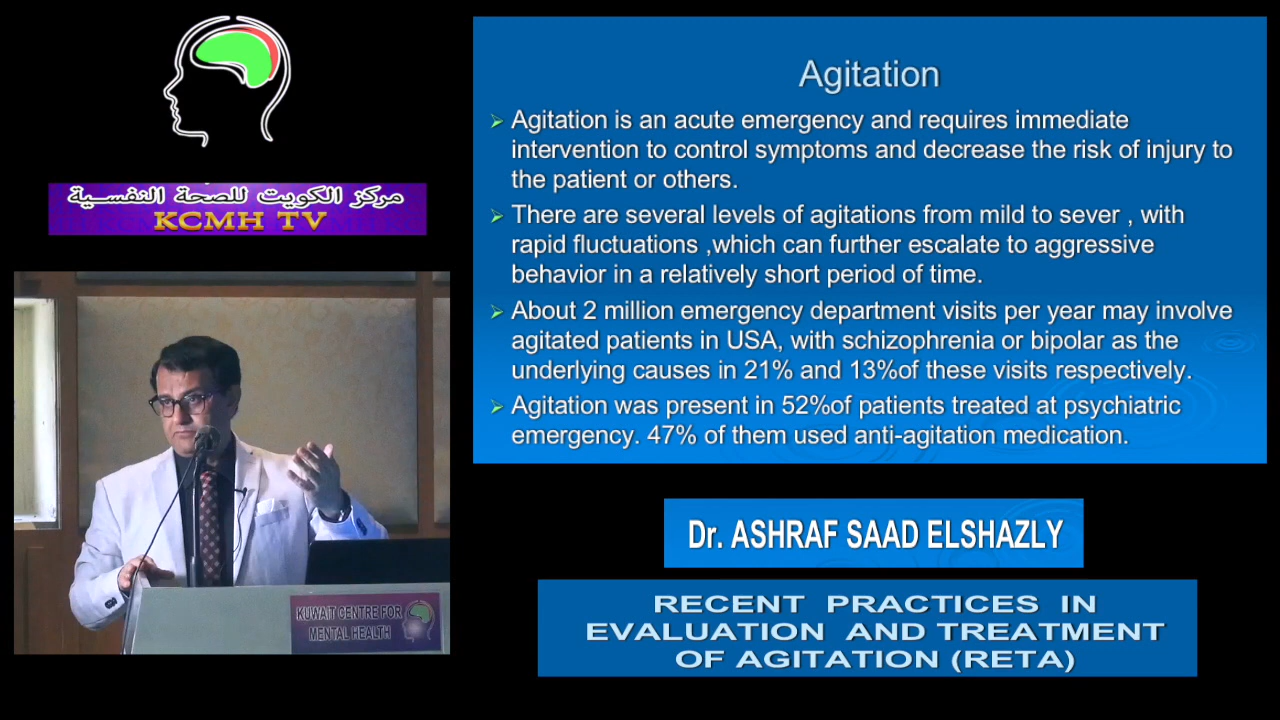 مركز الكويت للصحة النفسية
KCMH TV
Agitation
Agitation is an acute emergency and requires immediate
intervention to control symptoms and decrease the risk of injury to
the patient or others.
There are several levels of agitations from mild to sever , with
rapid fluctuations ,which can further escalate to aggressive
behavior in a relatively short period of time.
About 2 million emergency department visits per year may involve
agitated patients in USA, with schizophrenia or bipolar as the
underlying causes in 21% and 13%of these visits respectively.
Agitation was present in 52%of patients treated at psychiatric
emergency. 47% of them used anti-agitation medication.
KUWAIT CENTRE FOR
MENTAL HEALTH
Dr. ASHRAF SAAD ELSHAZLY
RECENT PRACTICES IN
EVALUATION AND TREATMENT
OF AGITATION (RETA)